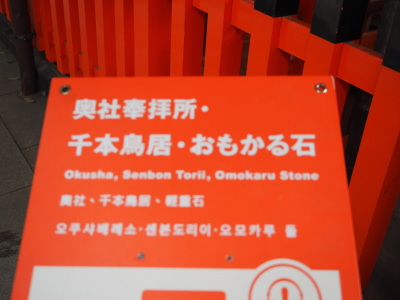 奥社奉拝所・
千本鳥居・おもかる石
Okusha, Senbon Torii, Omokaru Stone
奥社、千本鳥居、輕重石
오쿠샤배례소·센본도리이·오모카루 돌